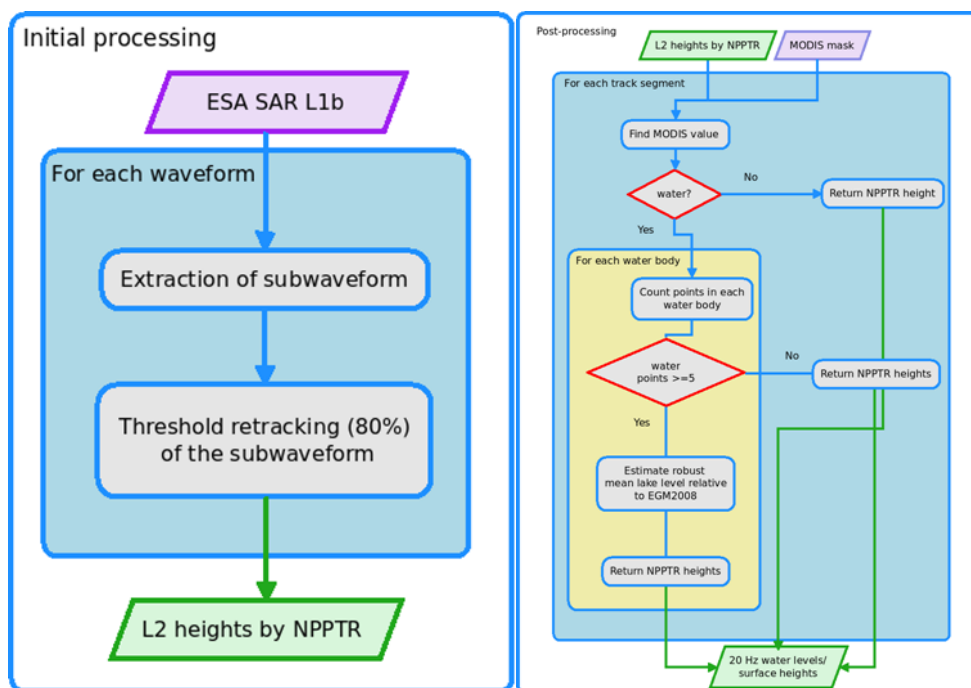 Initial processing
ESA SAR L1b
For each waveform
Extraction of subwaveform
Threshold retracking (80%)
of the subwaveform
L2 heights by NPPTR
Post-processing
L2 heights by NPPTR
MODIS mask
For each track segment
Find MODIS value
water?
No
Return NPPTR height
Yes
For each water body
Count points in each
water body
water
points >=5
No
Return NPPTR heights
Yes
Estimate robust
mean lake level relative
to EGM2008
Return NPPTR heights
20 Hz water levels/
surface heights